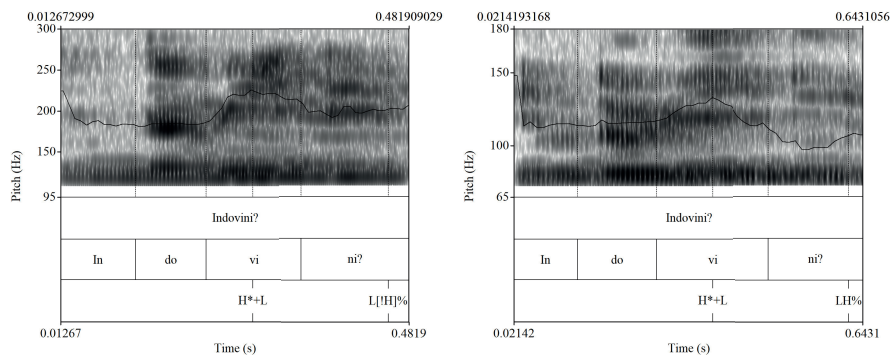 0.012672999 0.481909029
300
250
200
150
95
Pitch (Hz)
Indovini?
In do vi ni?
H*+L L[!H]%
0.01267 0.4819
Time (s)
0.0214193168 0.6431056
180
150
100
65
Pitch (Hz)
Indovini?
In do vi ni?
H*+L LH%
0.02142 0.6431
Time (s)